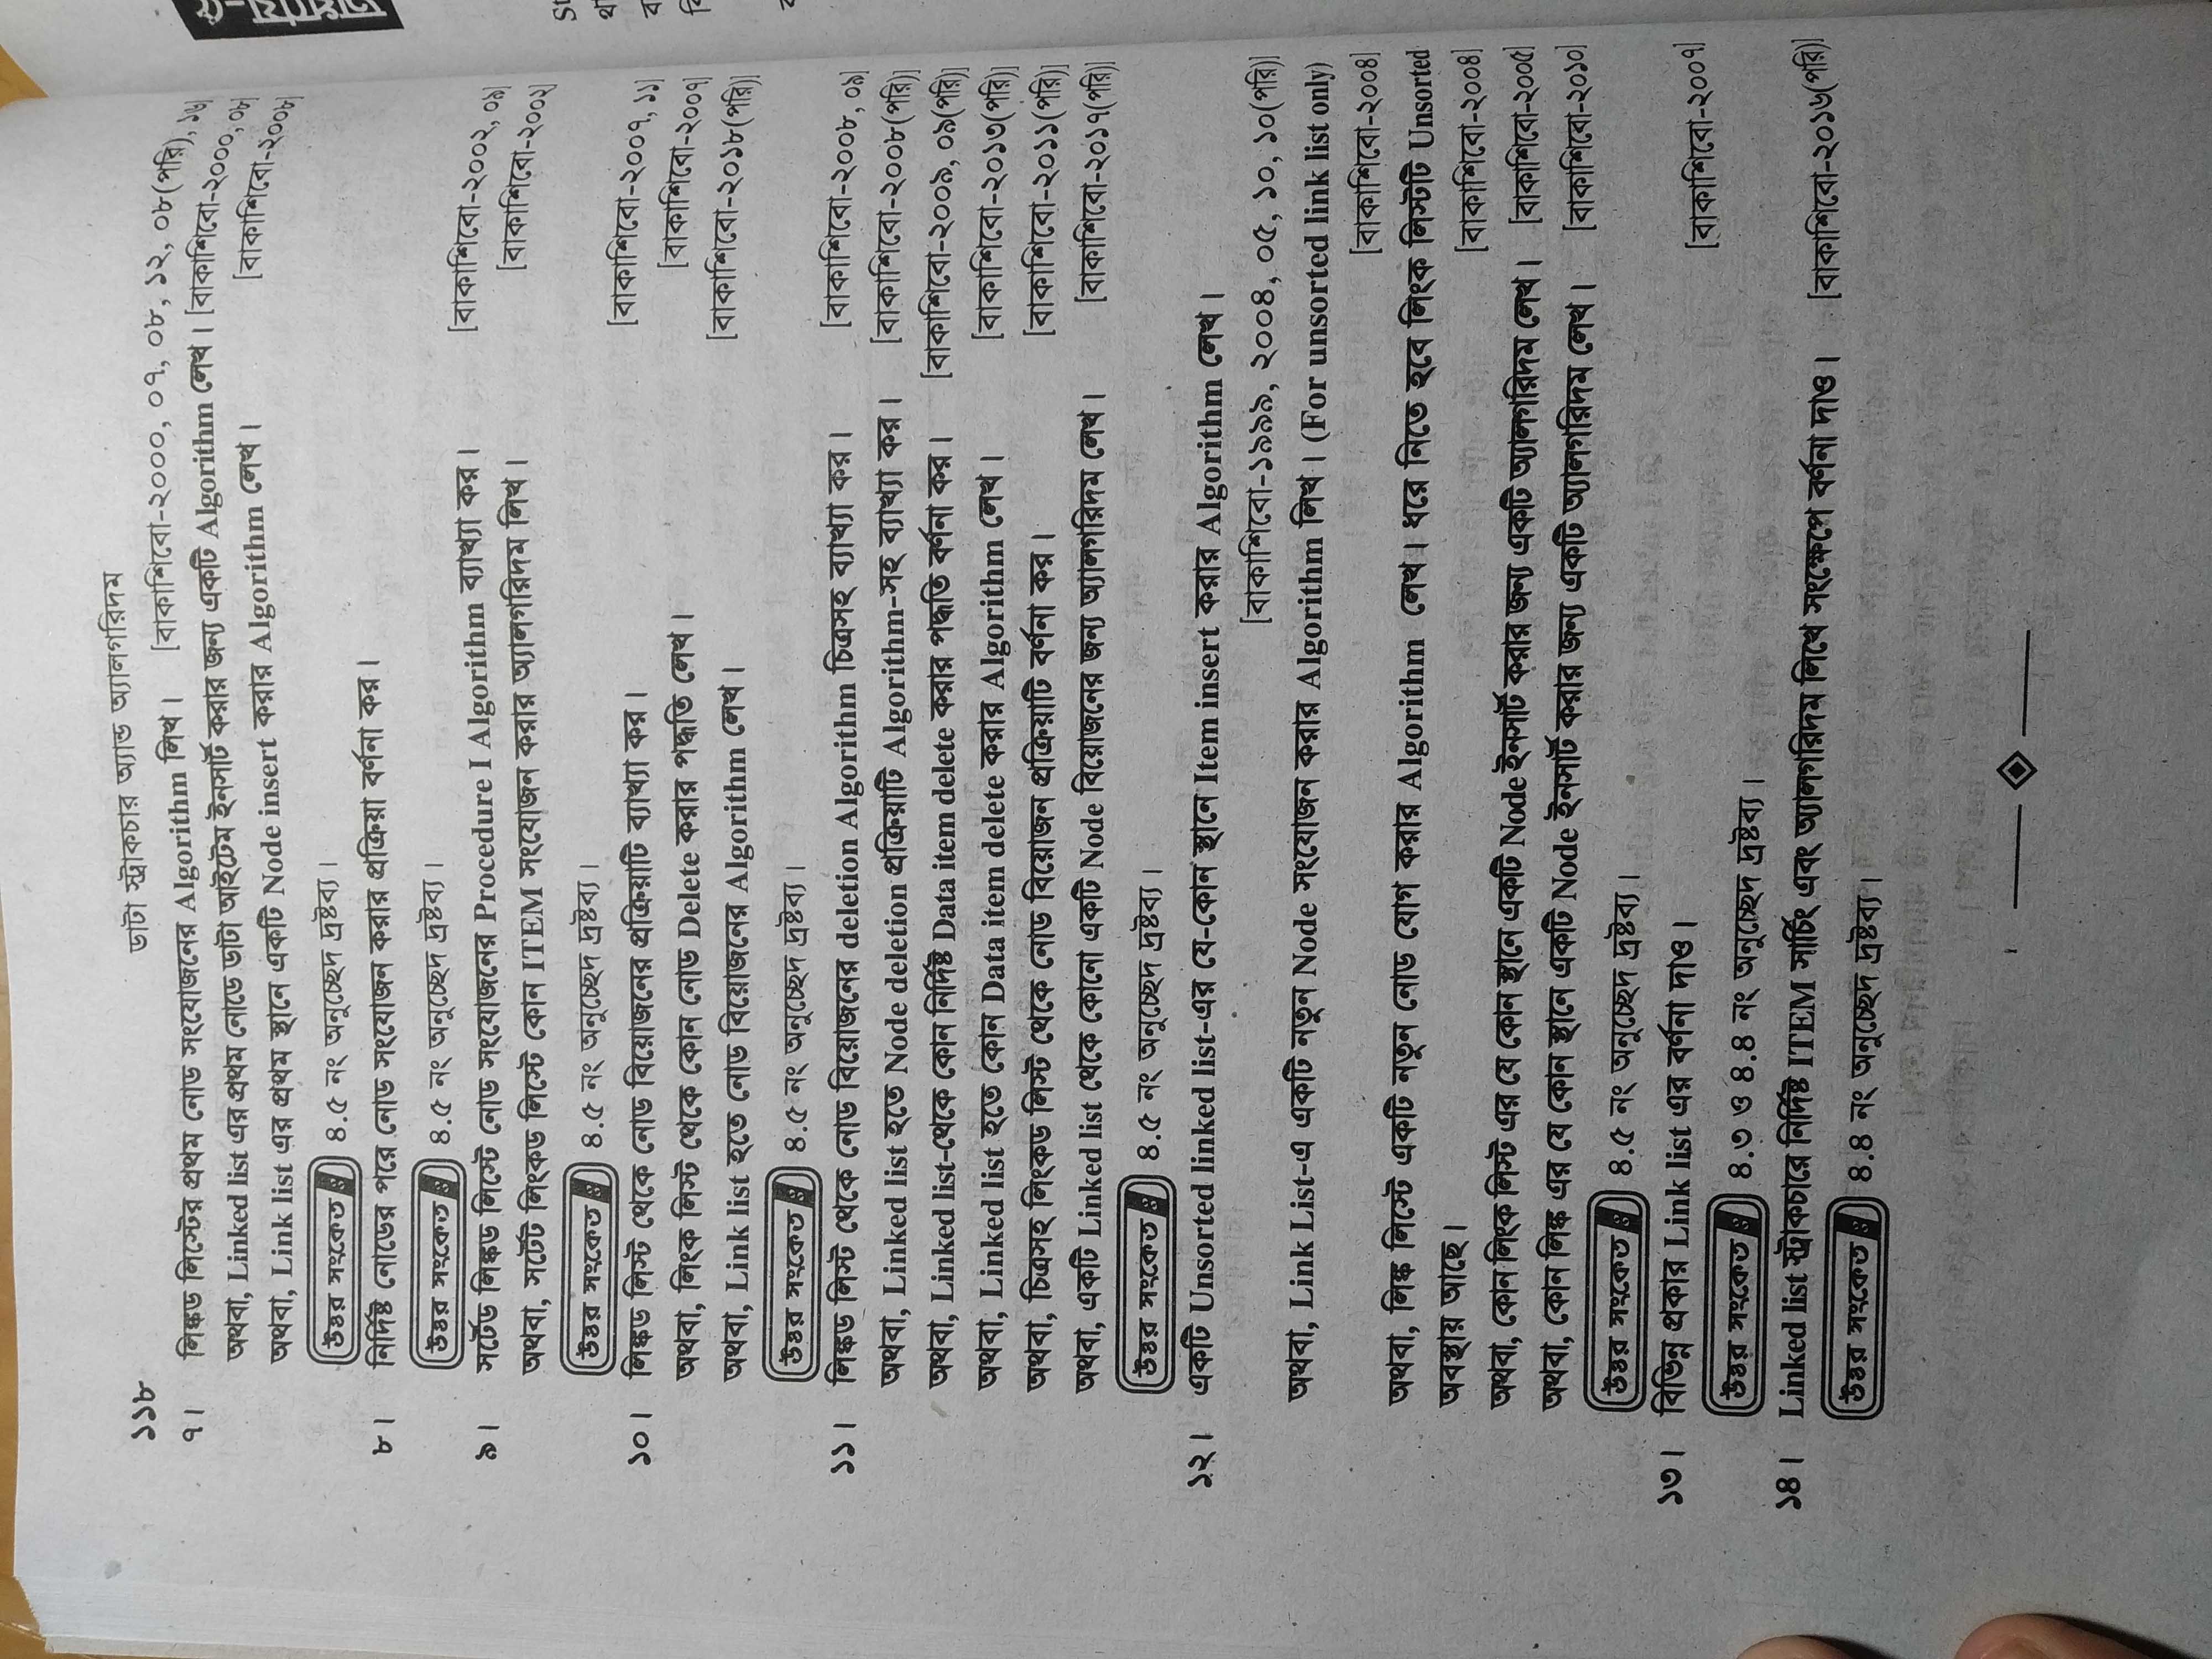 ১১৮
ডাটা স্ট্রাকচার অ্যান্ড অ্যালগরিদম
৭। লিঙ্কড লিস্টের প্রথম নোড সংযোজনের Algorithm লিখ। [বাকাশিবো-২০০০, ০৭, ০৮, ১২, ০৮(পরি), ১৬]
অথবা, Linked list এর প্রথম নোডে ডাটা আইটেম ইনসার্ট করার জন্য একটি Algorithm লেখ। [বাকাশিবো-২০০০, ০৮]
অথবা, Link list এর প্রথম স্থানে একটি Node insert করার Algorithm লেখ। [বাকাশিবো-২০০৮]
উত্তর সংকেত ঃ ৪.৫ নং অনুচ্ছেদ দ্রষ্টব্য।
৮। নির্দিষ্ট নোডের পরে নোড সংযোজন করার প্রক্রিয়া বর্ণনা কর।
উত্তর সংকেত ঃ ৪.৫ নং অনুচ্ছেদ দ্রষ্টব্য।
৯। সর্টেড লিঙ্কড লিস্টে নোড সংযোজনের Procedure I Algorithm ব্যাখ্যা কর। [বাকাশিবো-২০০২, ০৯]
অথবা, সর্টেট লিংকড লিস্টে কোন ITEM সংযোজন করার অ্যালগরিদম লিখ। [বাকাশিবো-২০০২]
উত্তর সংকেত ঃ ৪.৫ নং অনুচ্ছেদ দ্রষ্টব্য।
১০। লিঙ্কড লিস্ট থেকে নোড বিয়োজনের প্রক্রিয়াটি ব্যাখ্যা কর। [বাকাশিবো-২০০৭, ১১]
অথবা, লিংক লিস্ট থেকে কোন নোড Delete করার পদ্ধতি লেখ। [বাকাশিবো-২০০৭]
অথবা, Link list হতে নোড বিয়োজনের Algorithm লেখ। [বাকাশিবো-২০১৮(পরি)]
উত্তর সংকেত ঃ ৪.৫ নং অনুচ্ছেদ দ্রষ্টব্য।
১১। লিঙ্কড লিস্ট থেকে নোড বিয়োজনের deletion Algorithm চিত্রসহ ব্যাখ্যা কর। [বাকাশিবো-২০০৮, ০৯]
অথবা, Linked list হতে Node deletion প্রক্রিয়াটি Algorithm-সহ ব্যাখ্যা কর। [বাকাশিবো-২০০৮(পরি)]
অথবা, Linked list-থেকে কোন নির্দিষ্ট Data item delete করার পদ্ধতি বর্ণনা কর। [বাকাশিবো-২০০৯, ০৯(পরি)]
অথবা, Linked list হতে কোন Data item delete করার Algorithm লেখ। [বাকাশিবো-২০১৩(পরি)]
অথবা, চিত্রসহ লিংকড লিস্ট থেকে নোড বিয়োজন প্রক্রিয়াটি বর্ণনা কর। [বাকাশিবো-২০১১(পরি)]
অথবা, একটি Linked list থেকে কোনো একটি Node বিয়োজনের জন্য অ্যালগরিদম লেখ। [বাকাশিবো-২০১৭(পরি)]
উত্তর সংকেত ঃ ৪.৫ নং অনুচ্ছেদ দ্রষ্টব্য।
১২। একটি Unsorted linked list-এর যে-কোন স্থানে Item insert করার Algorithm লেখ।
[বাকাশিবো-১৯৯৯, ২০০৪, ০৫, ১০, ১০(পরি)]
অথবা, Link List-এ একটি নতুন Node সংযোজন করার Algorithm লিখ। (For unsorted link list only)
[বাকাশিবো-২০০৪]
অথবা, লিঙ্ক লিস্টে একটি নতুন নোড যোগ করার Algorithm লেখ। ধরে নিতে হবে লিংক লিস্টটি Unsorted
অবস্থায় আছে। [বাকাশিবো-২০০৪]
অথবা, কোন লিংক লিস্ট এর যে কোন স্থানে একটি Node ইনসার্ট করার জন্য একটি অ্যালগরিদম লেখ। [বাকাশিবো-২০০৫]
অথবা, কোন লিঙ্ক এর যে কোন স্থানে একটি Node ইনসার্ট করার জন্য একটি অ্যালগরিদম লেখ। [বাকাশিবো-২০১০]
উত্তর সংকেত ঃ ৪.৫ নং অনুচ্ছেদ দ্রষ্টব্য।
১৩। বিভিন্ন প্রকার Link list এর বর্ণনা দাও। [বাকাশিবো-২০০৭]
উত্তর সংকেত ঃ ৪.৩ ও ৪.৪ নং অনুচ্ছেদ দ্রষ্টব্য।
১৪। Linked list স্ট্রাকচারে নির্দিষ্ট ITEM সার্চিং এবং অ্যালগরিদম লিখে সংক্ষেপে বর্ণনা দাও। [বাকাশিবো-২০১৬(পরি)]
উত্তর সংকেত ঃ ৪.৪ নং অনুচ্ছেদ দ্রষ্টব্য।